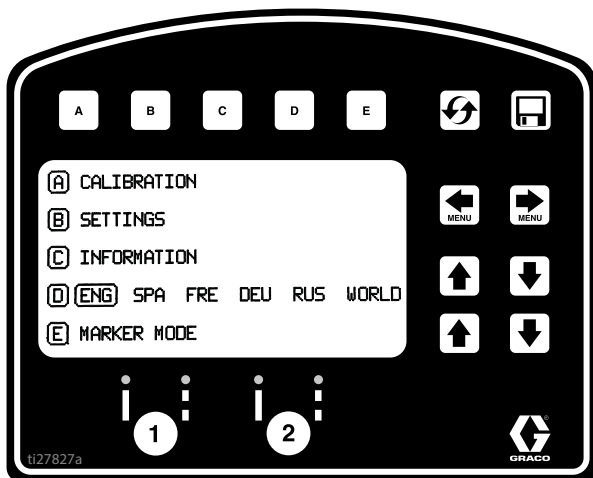 A B C D E
A CALIBRATION
B SETTINGS
C INFORMATION
D ENG SPA FRE DEU RUS WORLD
E MARKER MODE
MENU MENU
1 2
ti27827a
GRACO